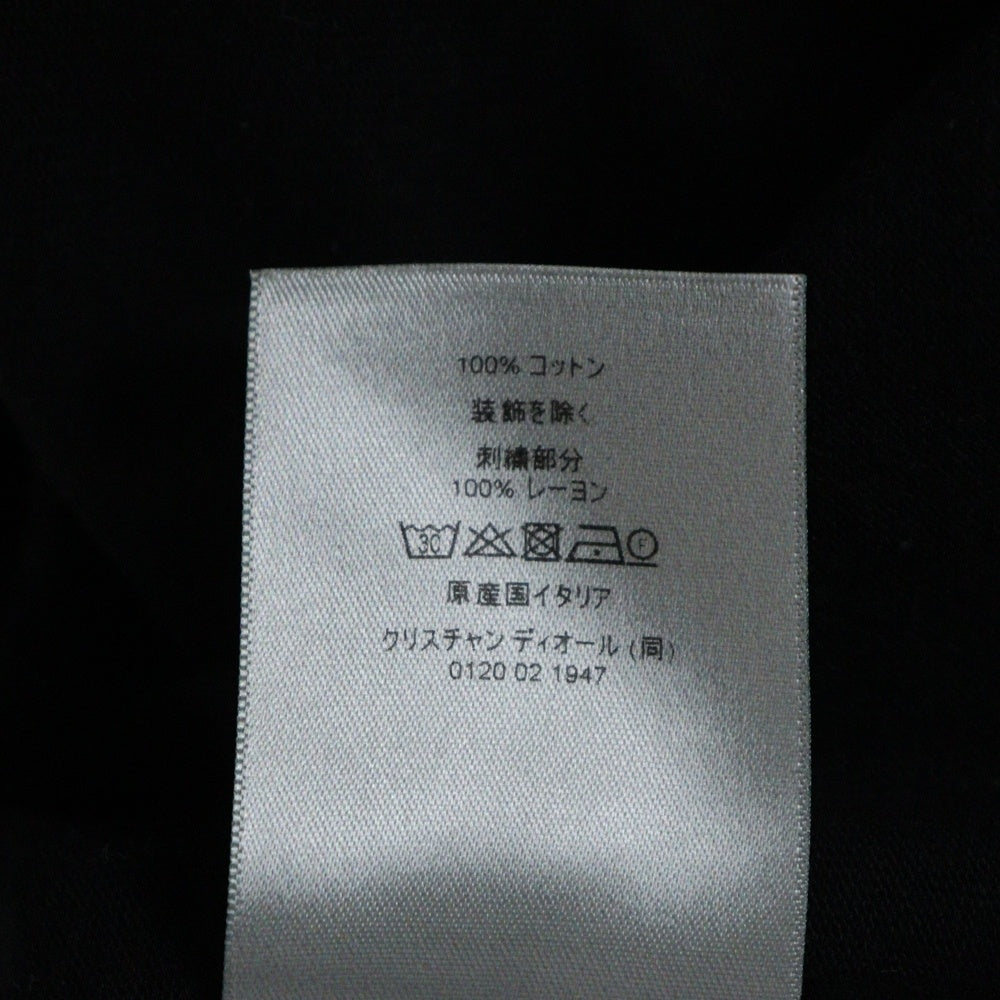 100% コットン
装飾を除く
刺繍部分
100% レーヨン
30 F
原産国イタリア
クリスチャン ディオール (同)
0120 02 1947